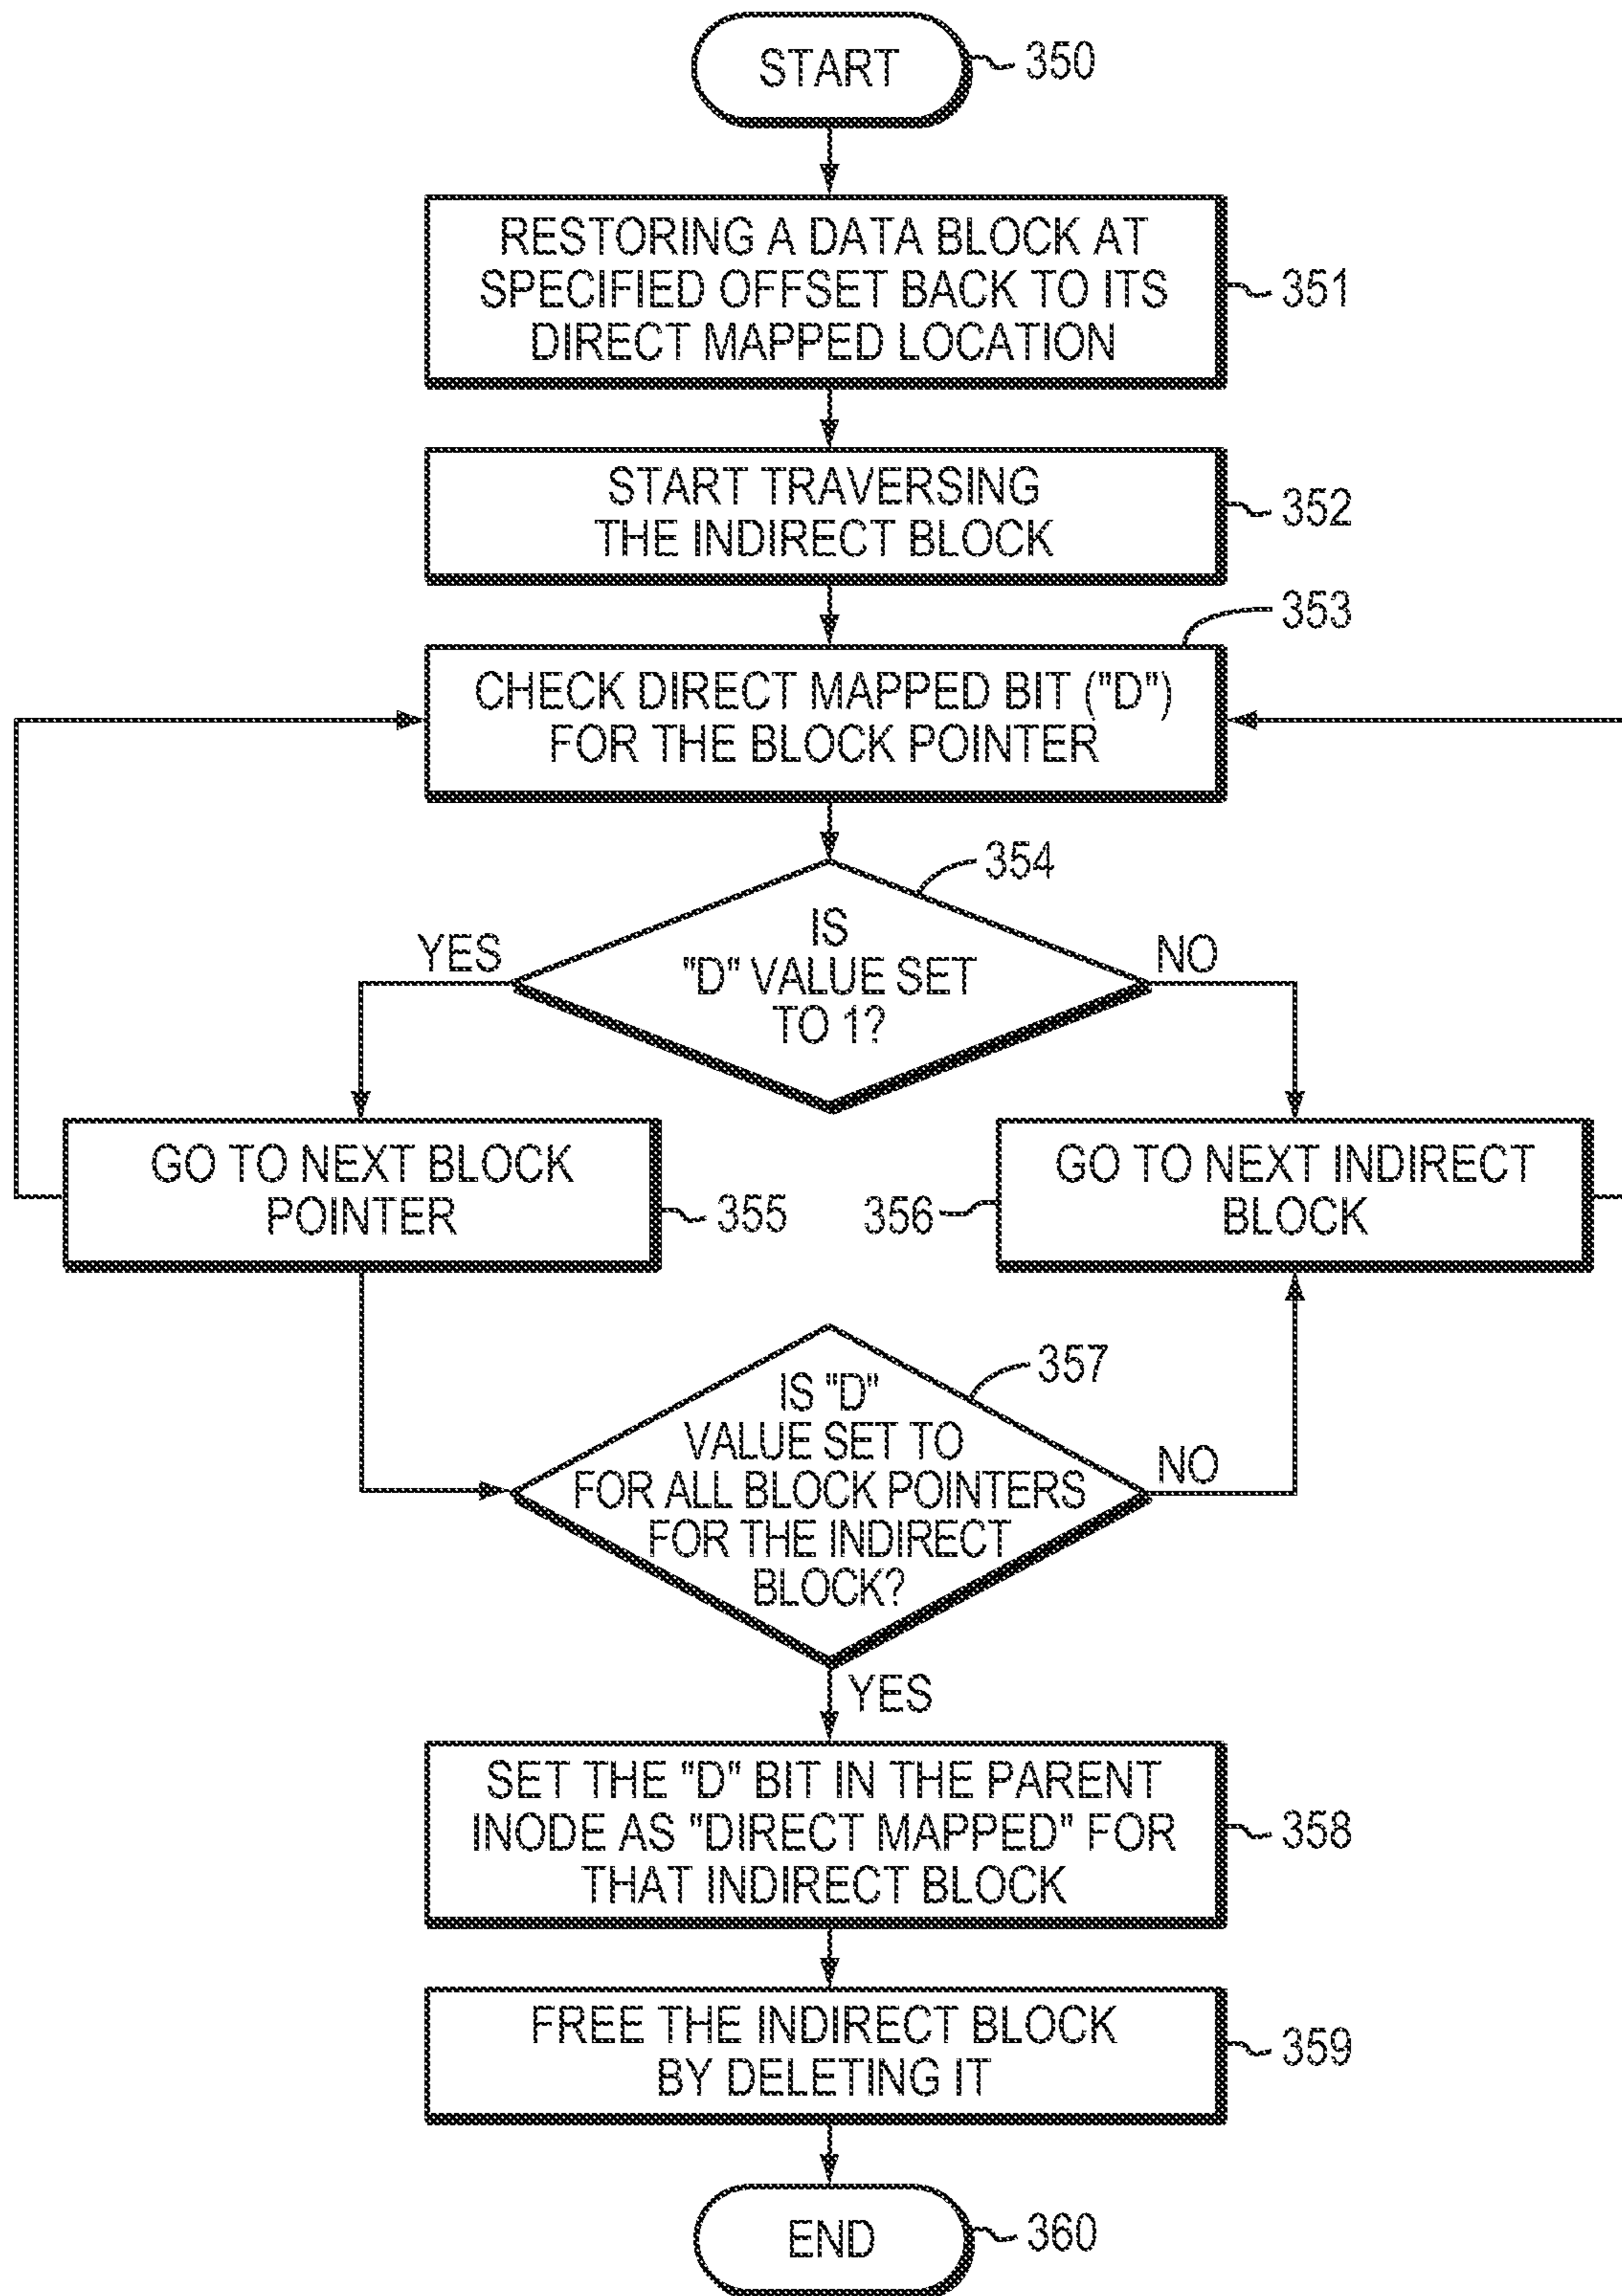 START
350
RESTORING A DATA BLOCK AT
SPECIFIED OFFSET BACK TO ITS
DIRECT MAPPED LOCATION
351
START TRAVERSING
THE INDIRECT BLOCK
352
353
CHECK DIRECT MAPPED BIT ("D")
FOR THE BLOCK POINTER
354
IS
"D" VALUE SET
TO 1?
YES
NO
GO TO NEXT BLOCK
POINTER
355
356
GO TO NEXT INDIRECT
BLOCK
357
IS "D"
VALUE SET TO
FOR ALL BLOCK POINTERS
FOR THE INDIRECT
BLOCK?
NO
YES
SET THE "D" BIT IN THE PARENT
INODE AS "DIRECT MAPPED" FOR
THAT INDIRECT BLOCK
358
FREE THE INDIRECT BLOCK
BY DELETING IT
359
END
360